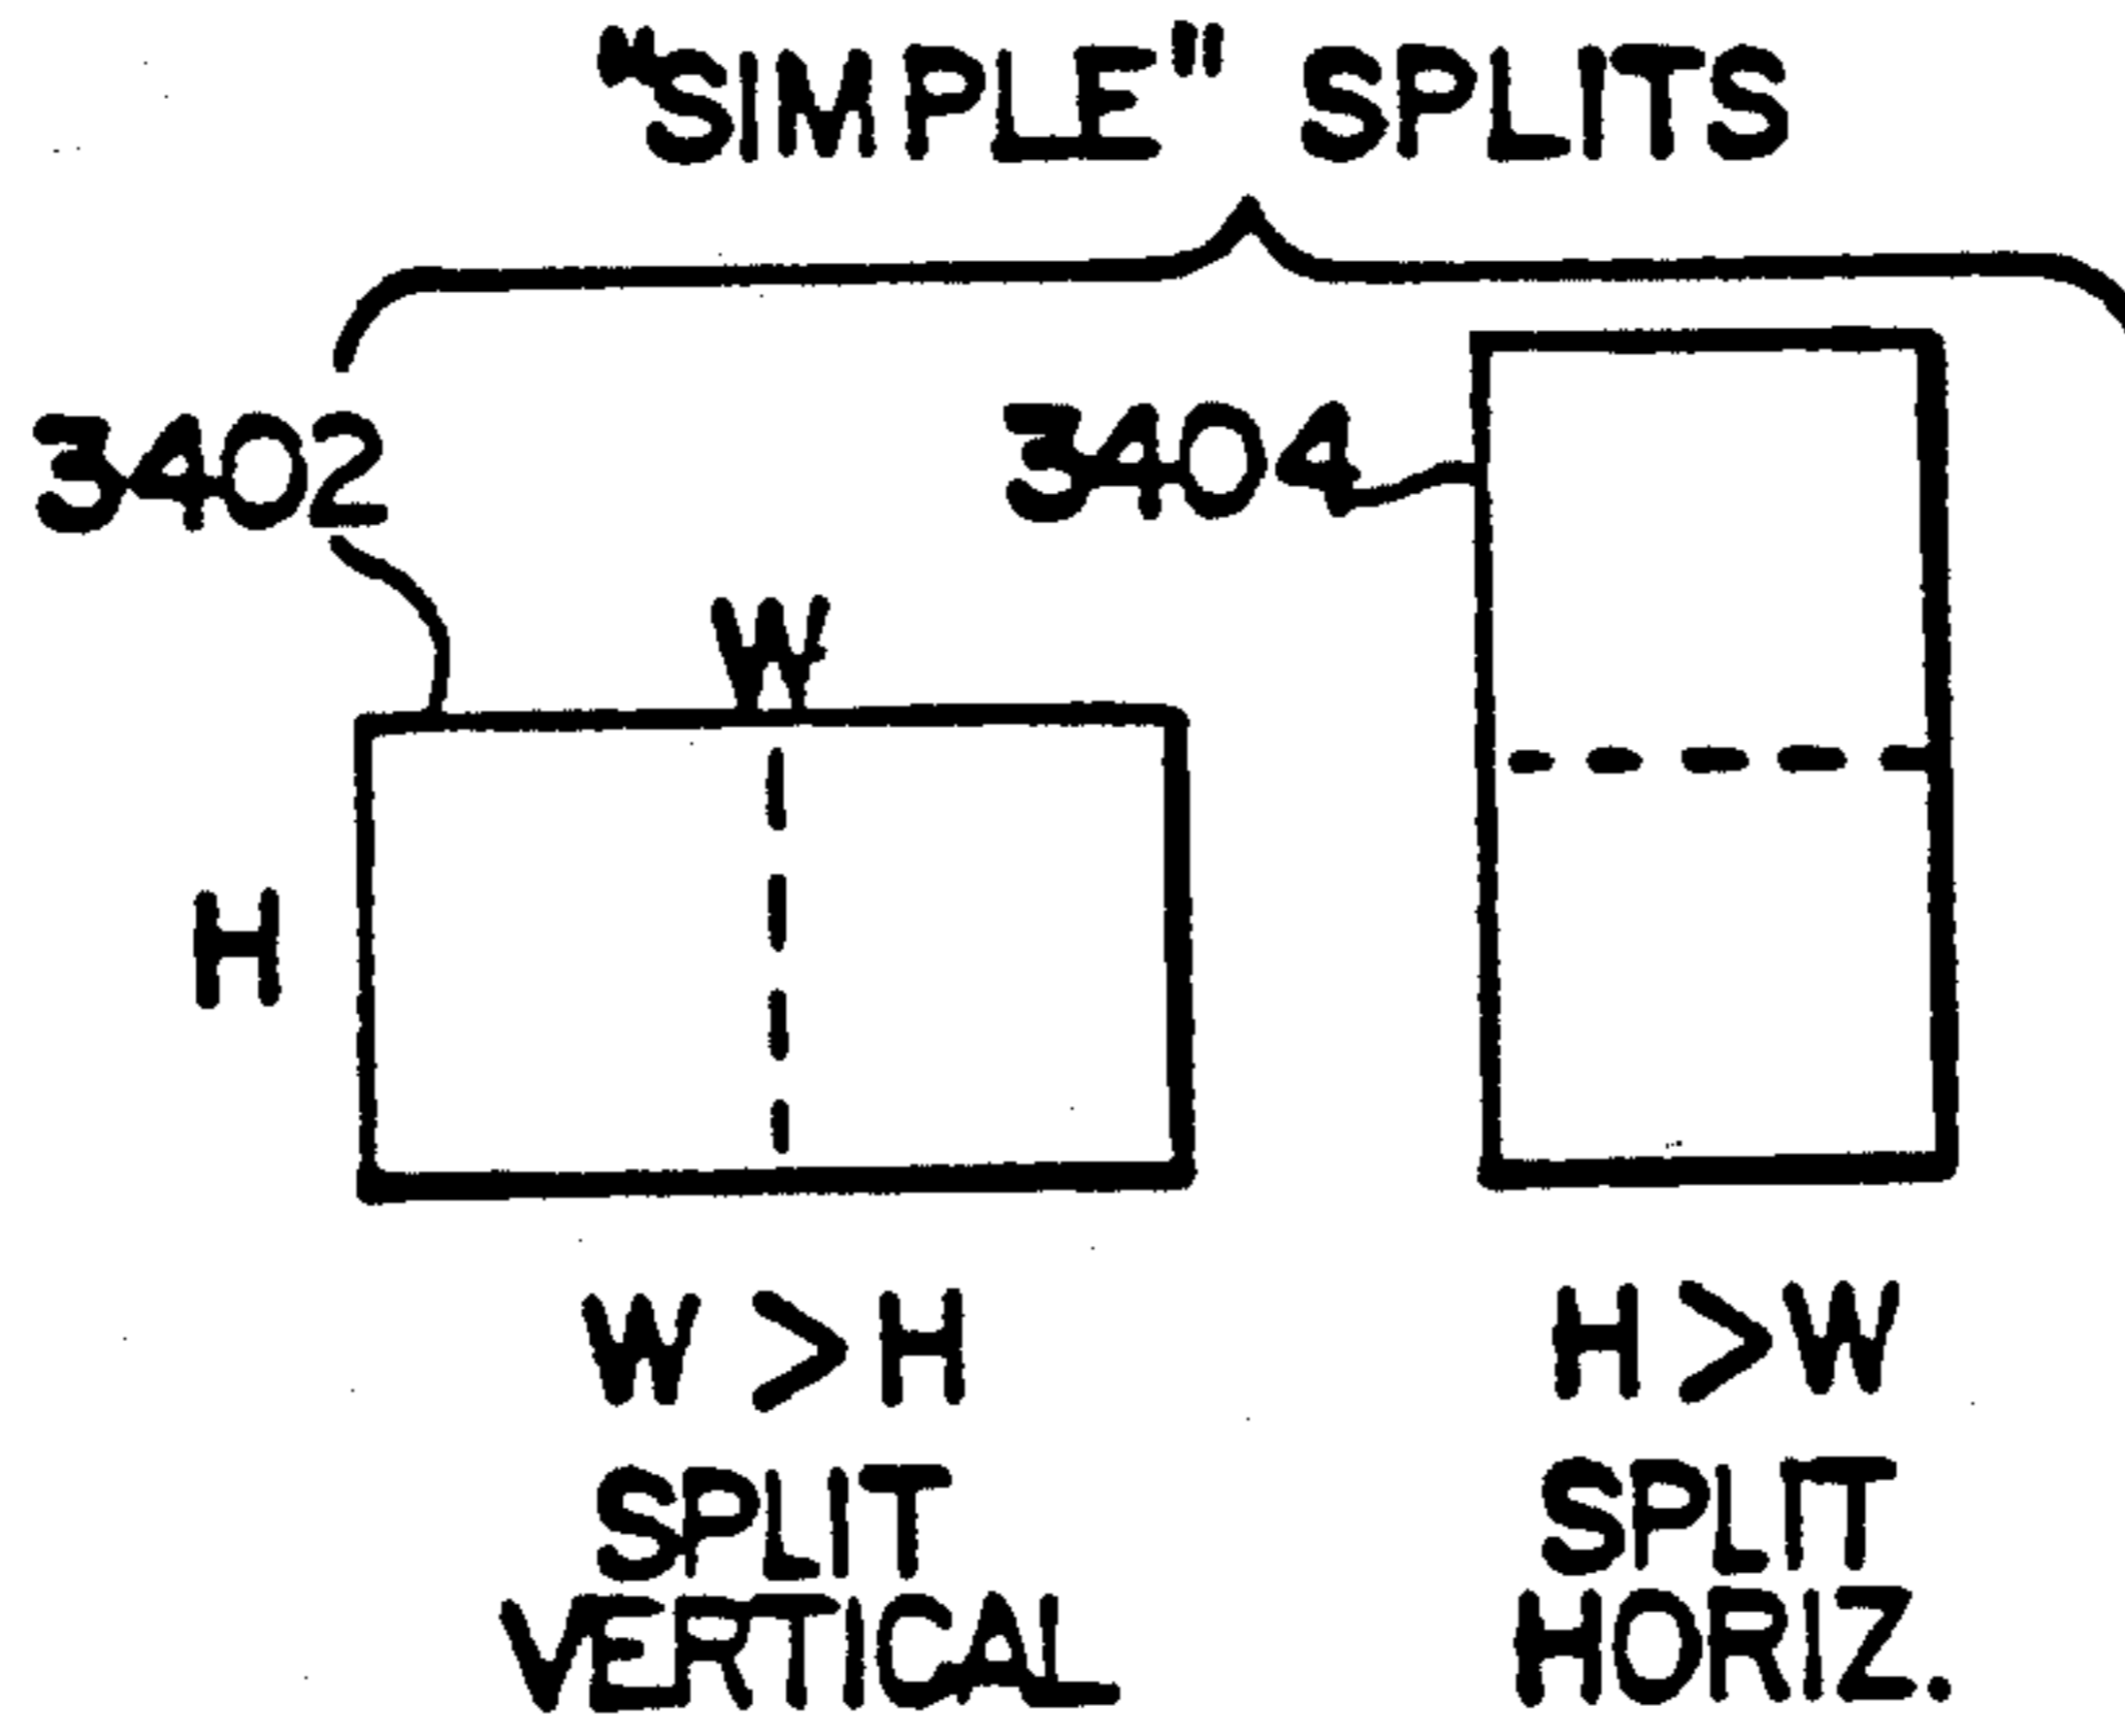 "SIMPLE" SPLITS
3402
3404
W
H
W > H
SPLIT
VERTICAL
H > W
SPLIT
HORIZ.